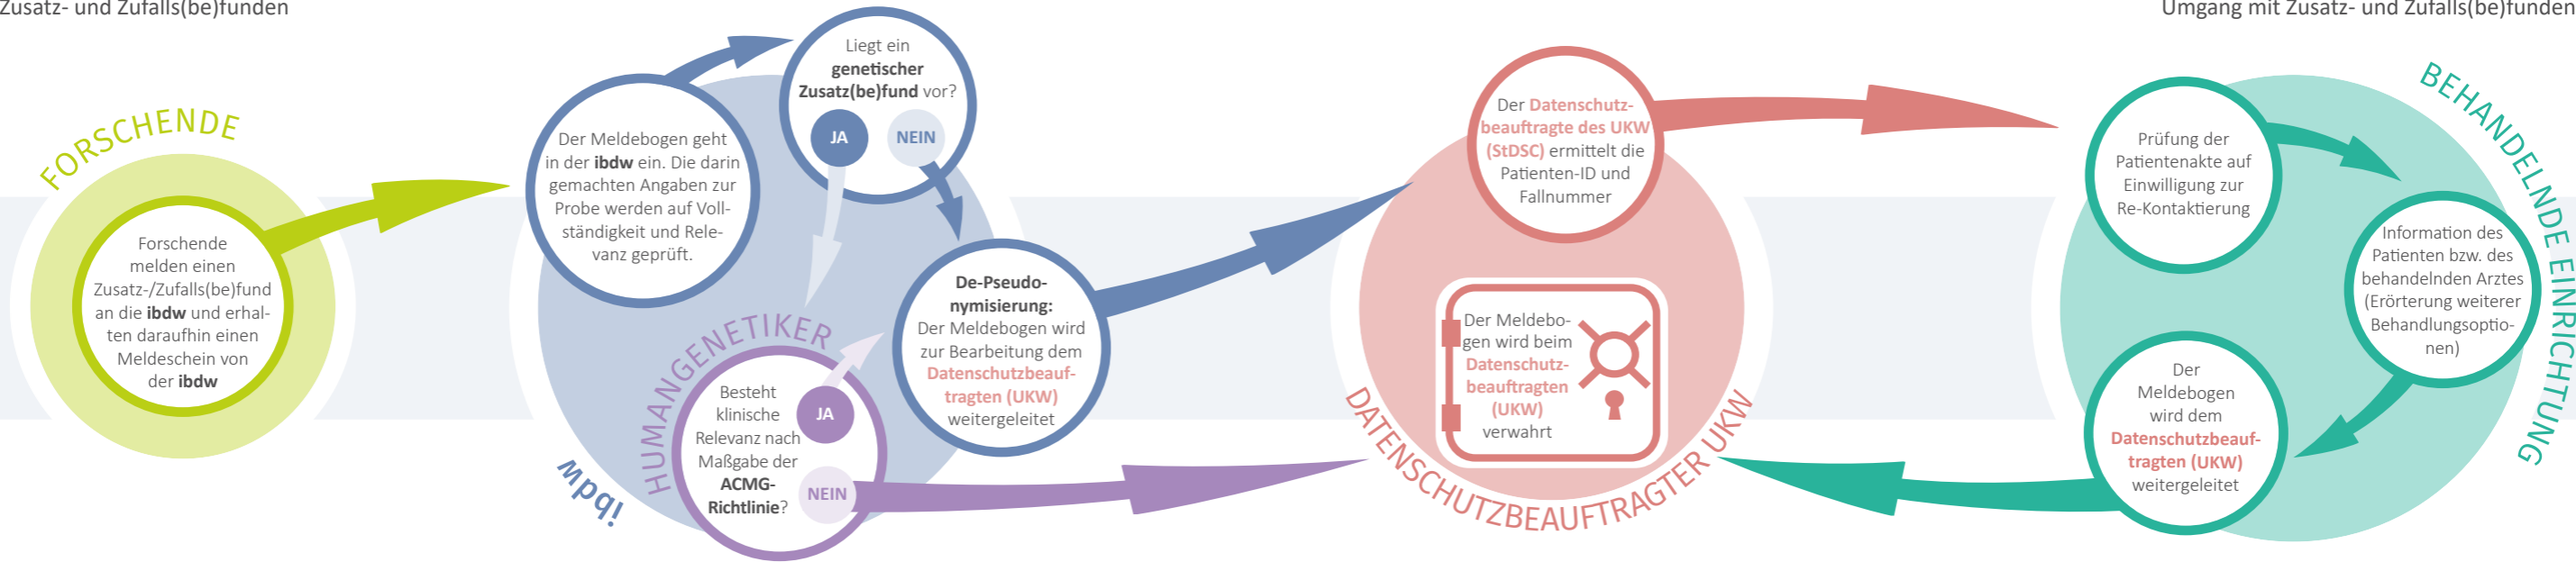 Zusatz- und Zufalls(be)funden
Umgang mit Zusatz- und Zufalls(be)funden
FORSCHENDE
Forschende
melden einen
Zusatz-/Zufalls(be)fund
an die ibdw und erhal-
ten daraufhin einen
Meldeschein von
der ibdw
ibdw
Der Meldebogen geht
in der ibdw ein. Die darin
gemachten Angaben zur
Probe werden auf Voll-
ständigkeit und Rele-
vanz geprüft.
Liegt ein
genetischer
Zusatz(be)fund vor?
JA
NEIN
HUMANGENETIKER
Besteht
klinische
Relevanz nach
Maßgabe der
ACMG-
Richtlinie?
JA
NEIN
De-Pseudo-
nymisierung:
Der Meldebogen wird
zur Bearbeitung dem
Datenschutzbeauf-
tragten (UKW)
weitergeleitet
Der Datenschutz-
beauftragte des UKW
(StDSC) ermittelt die
Patienten-ID und
Fallnummer
Der Meldebo-
gen wird beim
Datenschutz-
beauftragten
(UKW)
verwahrt
DATENSCHUTZBEAUFTRAGTER UKW
BEHANDELNDE EINRICHTUNG
Prüfung der
Patientenakte auf
Einwilligung zur
Re-Kontaktierung
Information des
Patienten bzw. des
behandelnden Arztes
(Erörterung weiterer
Behandlungsoptio-
nen)
Der
Meldebogen
wird dem
Datenschutzbeauf-
tragten (UKW)
weitergeleitet